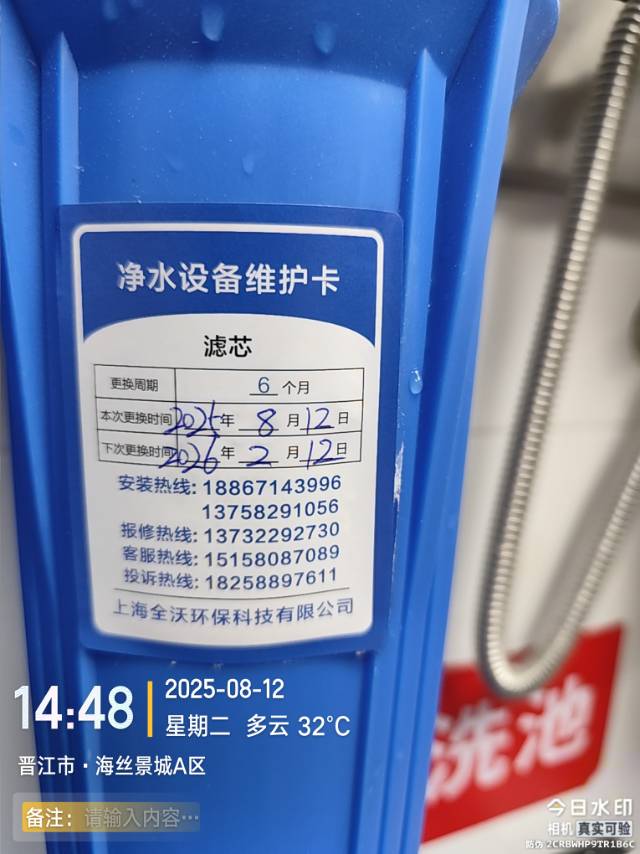 净水设备维护卡
滤芯
更换周期 6 个月
本次更换时间 2025 年 8 月 12 日
下次更换时间 2026 年 2 月 12 日
安装热线: 18867143996
13758291056
报修热线: 13732292730
客服热线: 15158087089
投诉热线: 18258897611
上海全沃环保科技有限公司
洗池
14:48
2025-08-12
星期二 多云 32°C
晋江市·海丝景城A区
备注: 请输入内容…
今日水印
相机 真实可验
防伪 2CRBWHP9TR1B6C